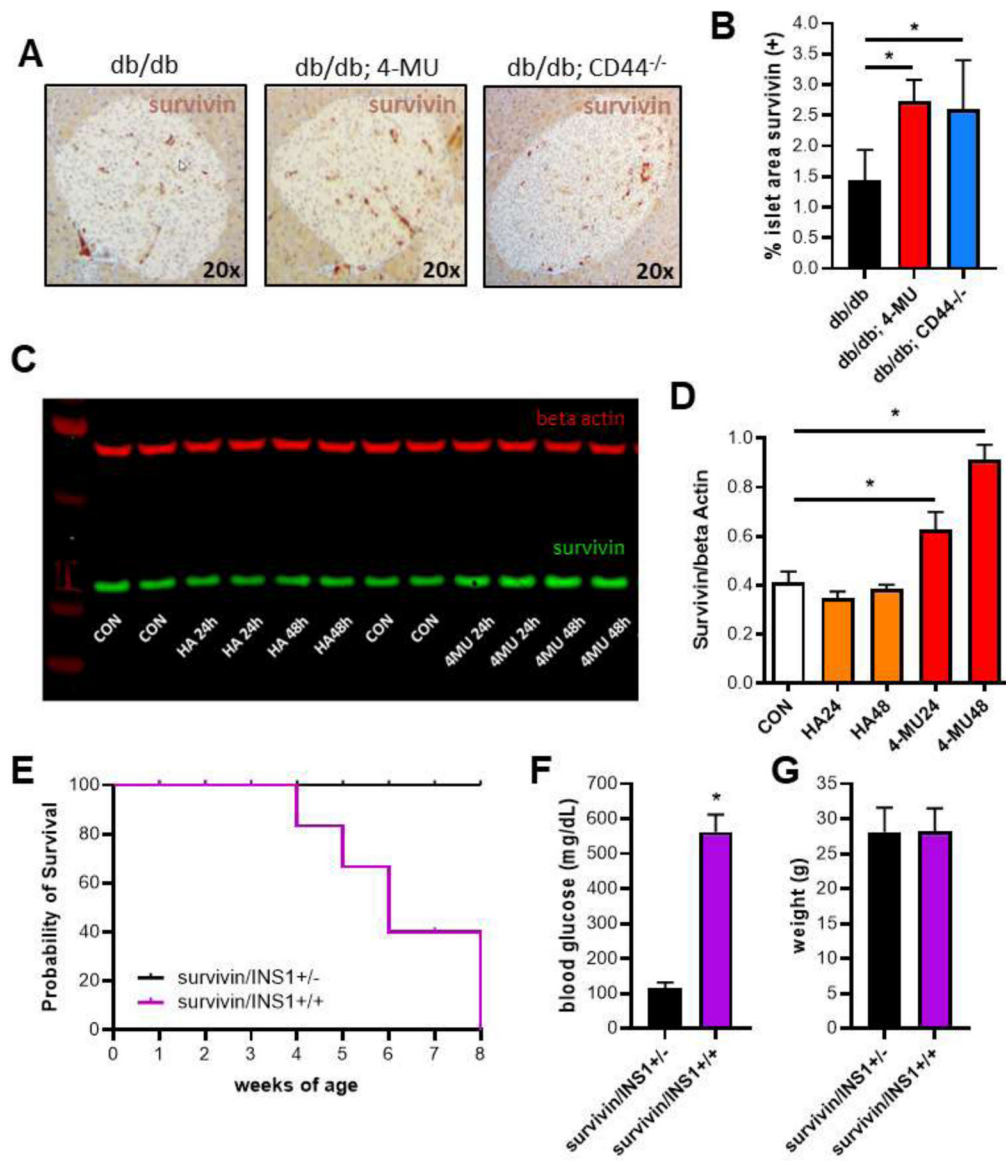 A
db/db
db/db; 4-MU
db/db; CD44-/-
survivin
survivin
survivin
20x
20x
20x
B
% islet area survivin (+)
4.0
3.5
3.0
2.5
2.0
1.5
1.0
0.5
0.0
*
*
db/db
db/db; 4-MU
db/db; CD44-/-
C
beta actin
survivin
CON
CON
HA 24h
HA 24h
HA 48h
HA48h
CON
CON
4MU 24h
4MU 24h
4MU 48h
4MU 48h
D
Survivin/beta Actin
1.0
0.8
0.6
0.4
0.2
0.0
*
*
CON
HA24
HA48
4-MU24
4-MU48
E
Probability of Survival
100
80
60
40
20
0
survivin/INS1+/-
survivin/INS1+/+
0 1 2 3 4 5 6 7 8
weeks of age
F
blood glucose (mg/dL)
700
600
500
400
300
200
100
0
*
survivin/INS1+/-
survivin/INS1+/+
G
weight (g)
35
30
25
20
15
10
5
0
survivin/INS1+/-
survivin/INS1+/+